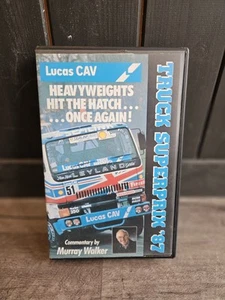 Lucas CAV
HEAVYWEIGHTS
HIT THE HATCH...
...ONCE AGAIN!
TRUCK SUPERPRIX '87
LEYLAND
51
Lucas CAV
Commentary by
Murray Walker